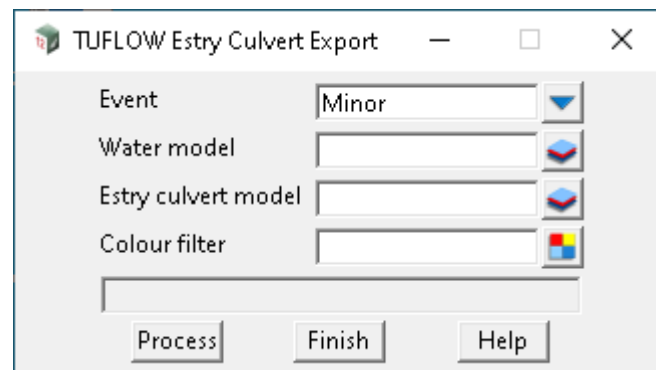 TUFLOW Estry Culvert Export
Event Minor
Water model
Estry culvert model
Colour filter
Process Finish Help